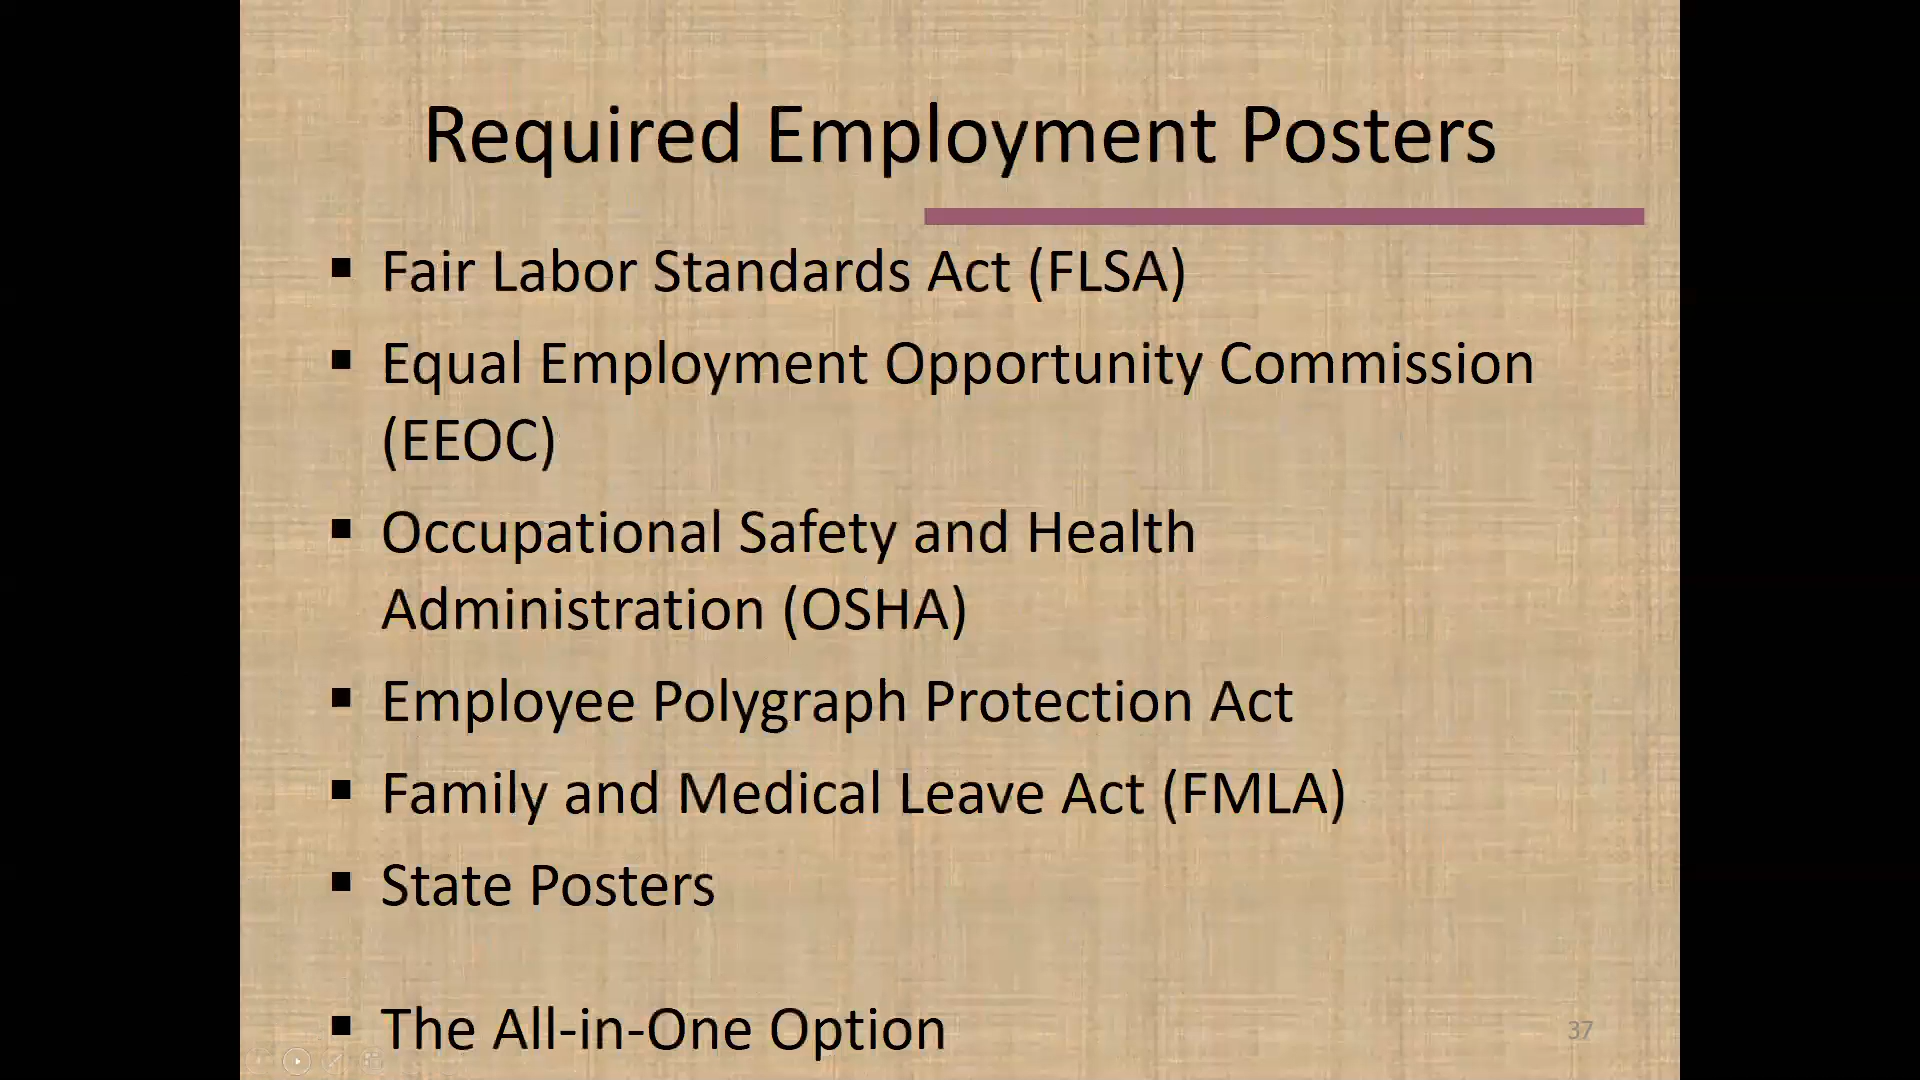 Required Employment Posters
▪ Fair Labor Standards Act (FLSA)
▪ Equal Employment Opportunity Commission
(EEOC)
▪ Occupational Safety and Health
Administration (OSHA)
▪ Employee Polygraph Protection Act
▪ Family and Medical Leave Act (FMLA)
▪ State Posters
▪ The All-in-One Option
37